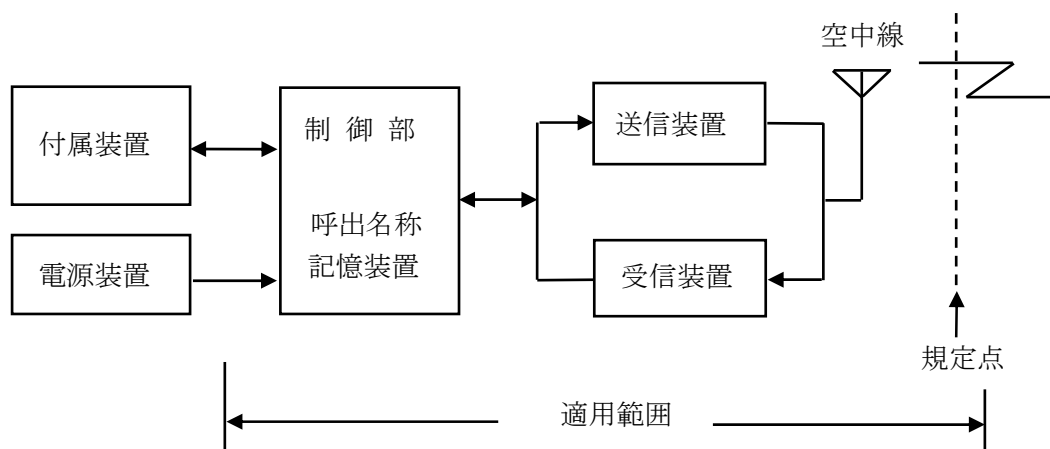 空中線
付属装置
制 御 部
送信装置
呼出名称
記憶装置
電源装置
受信装置
規定点
適用範囲